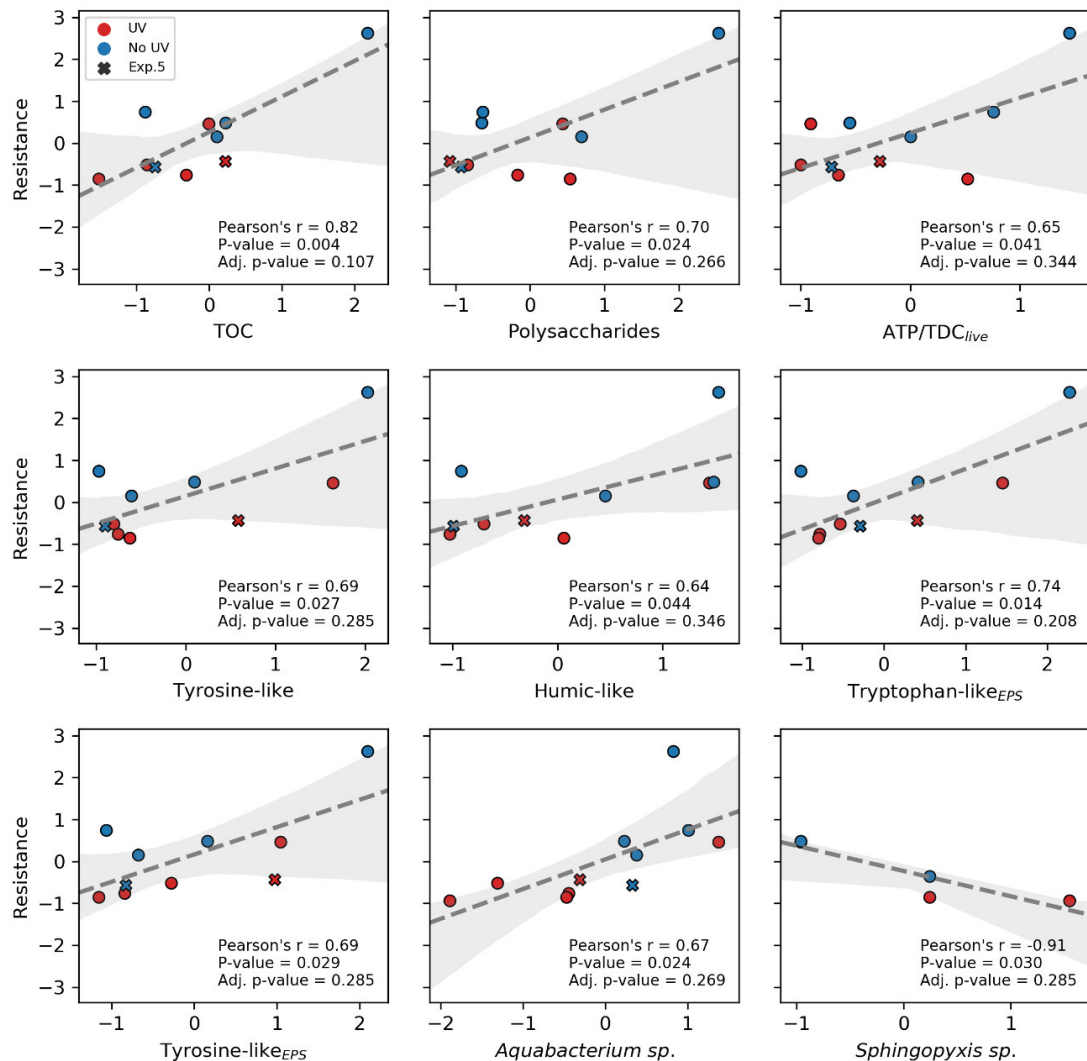 UV
No UV
Exp.5
Resistance
3
2
1
0
−1
−2
−3
Pearson's r = 0.82
P-value = 0.004
Adj. p-value = 0.107
−1 0 1 2
TOC
Pearson's r = 0.70
P-value = 0.024
Adj. p-value = 0.266
−1 0 1 2
Polysaccharides
Pearson's r = 0.65
P-value = 0.041
Adj. p-value = 0.344
−1 0 1
ATP/TDClive
Resistance
3
2
1
0
−1
−2
−3
Pearson's r = 0.69
P-value = 0.027
Adj. p-value = 0.285
−1 0 1 2
Tyrosine-like
Pearson's r = 0.64
P-value = 0.044
Adj. p-value = 0.346
−1 0 1
Humic-like
Pearson's r = 0.74
P-value = 0.014
Adj. p-value = 0.208
−1 0 1 2
Tryptophan-likeEPS
Resistance
3
2
1
0
−1
−2
−3
Pearson's r = 0.69
P-value = 0.029
Adj. p-value = 0.285
−1 0 1 2
Tyrosine-likeEPS
Pearson's r = 0.67
P-value = 0.024
Adj. p-value = 0.269
−2 −1 0 1
Aquabacterium sp.
Pearson's r = -0.91
P-value = 0.030
Adj. p-value = 0.285
−1 0 1
Sphingopyxis sp.